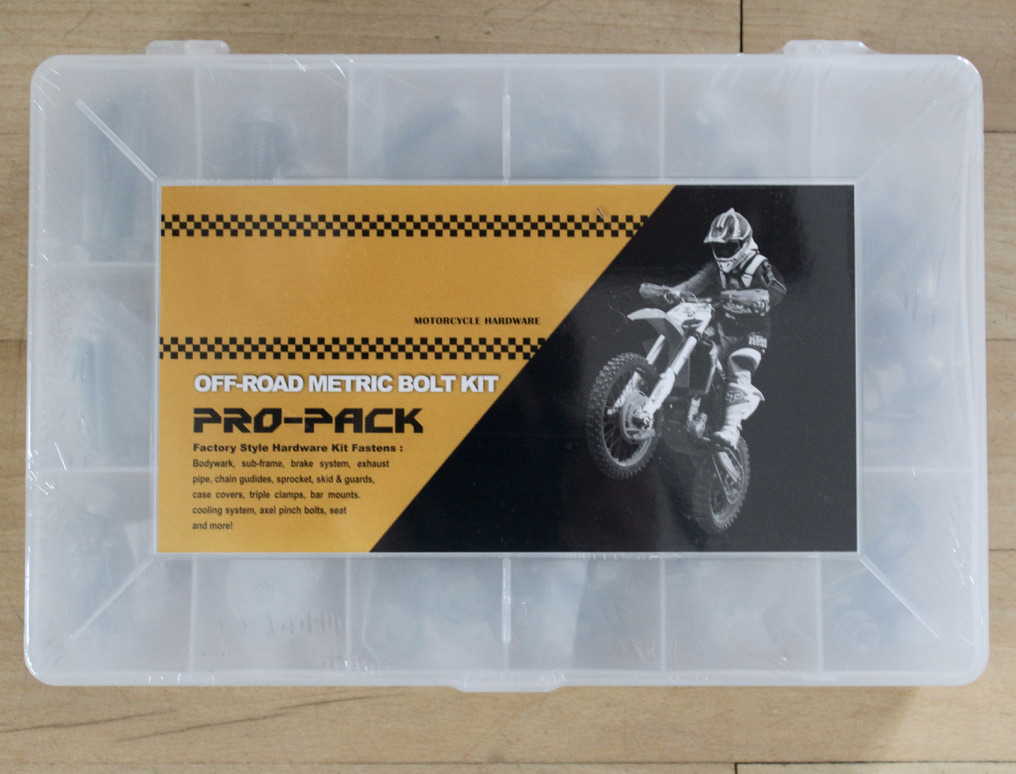 MOTORCYCLE HARDWARE
OFF-ROAD METRIC BOLT KIT
PRO-PACK
Factory Style Hardware Kit Fastens :
Bodywark, sub-frame, brake system, exhaust
pipe, chain gudides, sprocket, skid & guards,
case covers, triple clamps, bar mounts.
cooling system, axel pinch bolts, seat
and more!